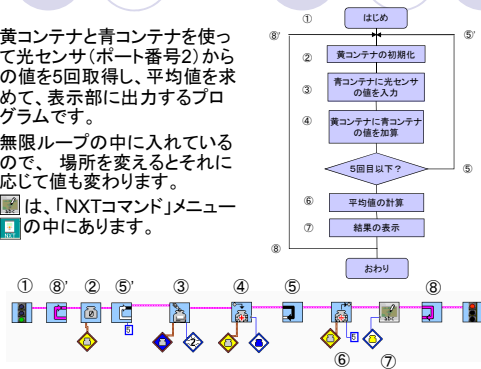 黄コンテナと青コンテナを使っ
て光センサ（ポート番号2）から
の値を5回取得し、平均値を求
めて、表示部に出力するプロ
グラムです。
無限ループの中に入れている
ので、 場所を変えるとそれに
応じて値も変わります。
は、「NXTコマンド」メニュー
の中にあります。
①
はじめ
⑧’
⑤’
②
黄コンテナの初期化
③
青コンテナに光センサ
の値を入力
④
黄コンテナに青コンテナ
の値を加算
5回目以下？
⑤
⑥
平均値の計算
⑦
結果の表示
⑧
おわり
① ⑧’ ② ⑤’ ③ ④ ⑤ ⑥’ ⑧
5
2
5
⑥ ⑦